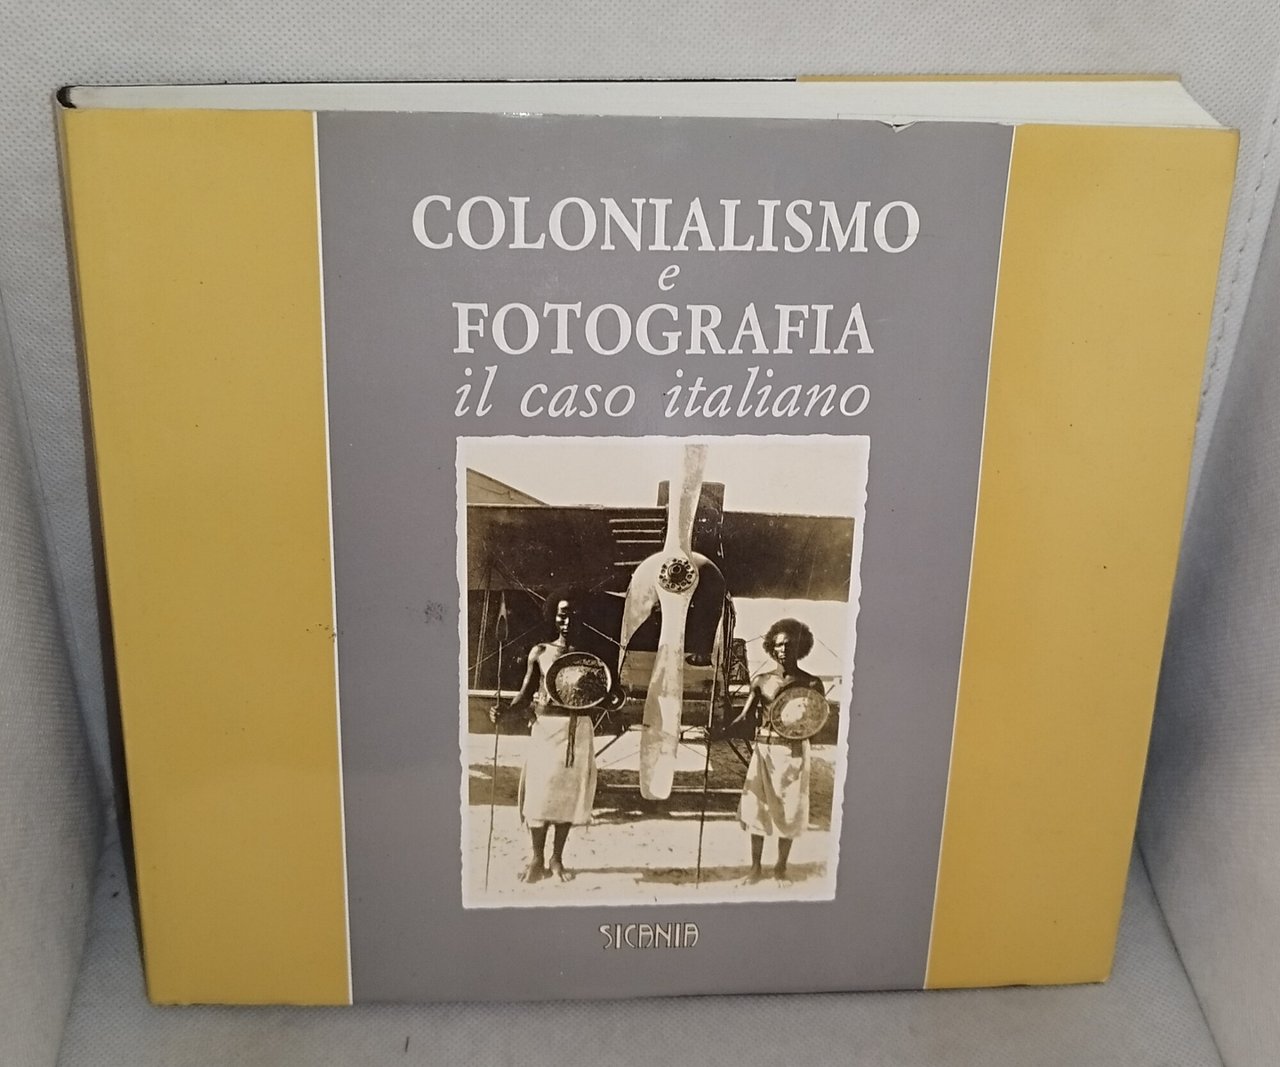 COLONIALISMO
e
FOTOGRAFIA
il caso italiano
SICANIA